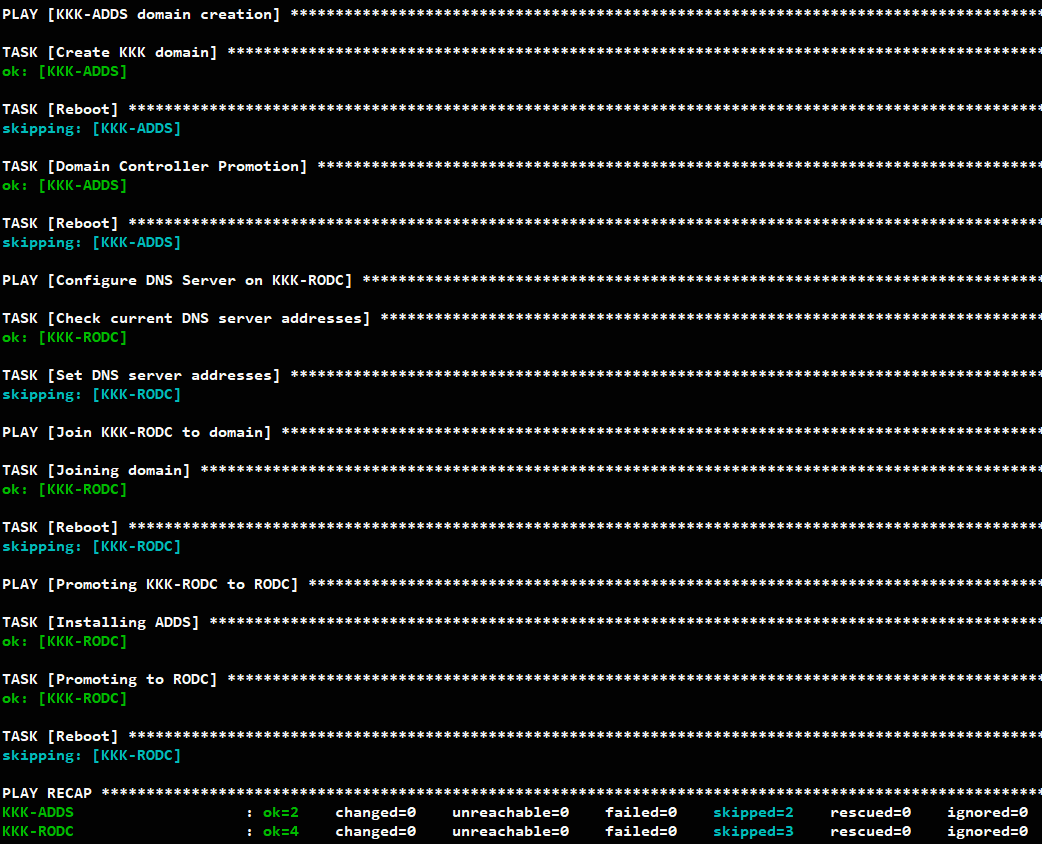 PLAY [KKK-ADDS domain creation] ************************************************************************************
TASK [Create KKK domain] *******************************************************************************************
ok: [KKK-ADDS]
TASK [Reboot] ******************************************************************************************************
skipping: [KKK-ADDS]
TASK [Domain Controller Promotion] *********************************************************************************
ok: [KKK-ADDS]
TASK [Reboot] ******************************************************************************************************
skipping: [KKK-ADDS]
PLAY [Configure DNS Server on KKK-RODC] ****************************************************************************
TASK [Check current DNS server addresses] **************************************************************************
ok: [KKK-RODC]
TASK [Set DNS server addresses] ************************************************************************************
skipping: [KKK-RODC]
PLAY [Join KKK-RODC to domain] *************************************************************************************
TASK [Joining domain] **********************************************************************************************
ok: [KKK-RODC]
TASK [Reboot] ******************************************************************************************************
skipping: [KKK-RODC]
PLAY [Promoting KKK-RODC to RODC] **********************************************************************************
TASK [Installing ADDS] *********************************************************************************************
ok: [KKK-RODC]
TASK [Promoting to RODC] *******************************************************************************************
ok: [KKK-RODC]
TASK [Reboot] ******************************************************************************************************
skipping: [KKK-RODC]
PLAY RECAP *********************************************************************************************************
KKK-ADDS                   : ok=2    changed=0    unreachable=0    failed=0    skipped=2    rescued=0    ignored=0
KKK-RODC                   : ok=4    changed=0    unreachable=0    failed=0    skipped=3    rescued=0    ignored=0